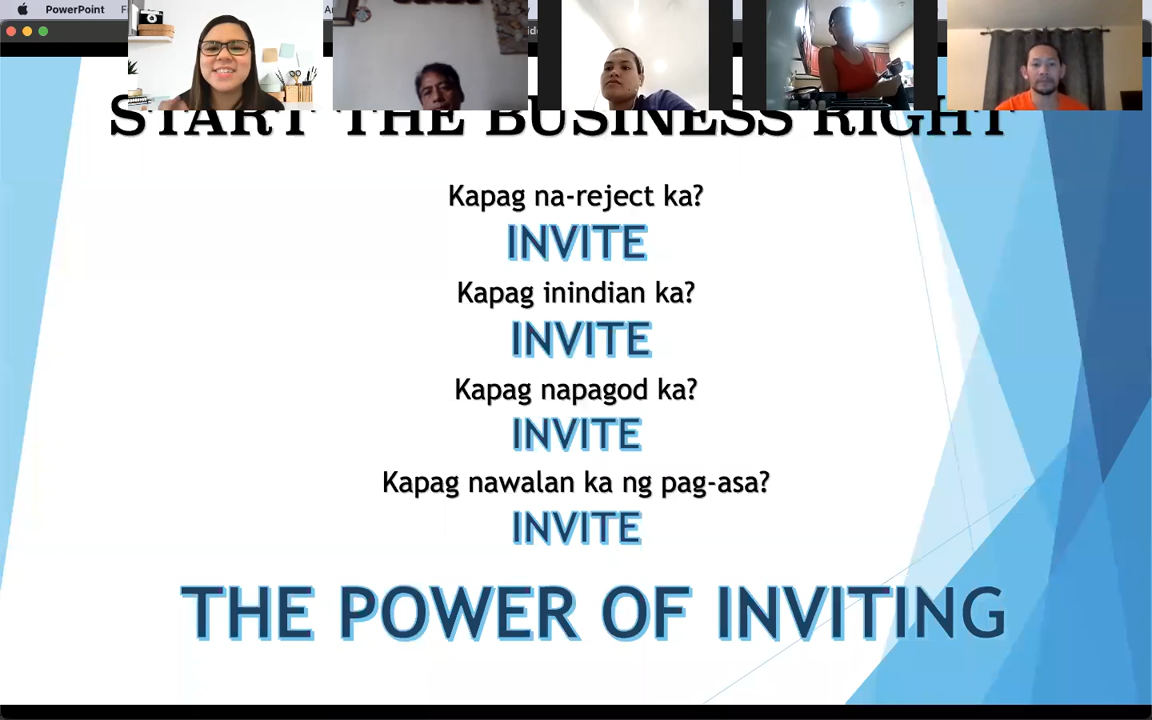 PowerPoint
START THE BUSINESS RIGHT
Kapag na-reject ka?
INVITE
Kapag inindian ka?
INVITE
Kapag napagod ka?
INVITE
Kapag nawalan ka ng pag-asa?
INVITE
THE POWER OF INVITING